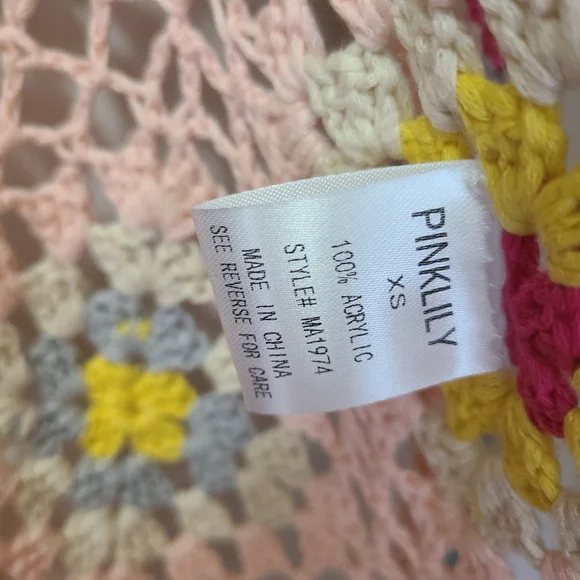 PINKLILY
XS
100% ACRYLIC
STYLE# MA1974
MADE IN CHINA
SEE REVERSE FOR CARE